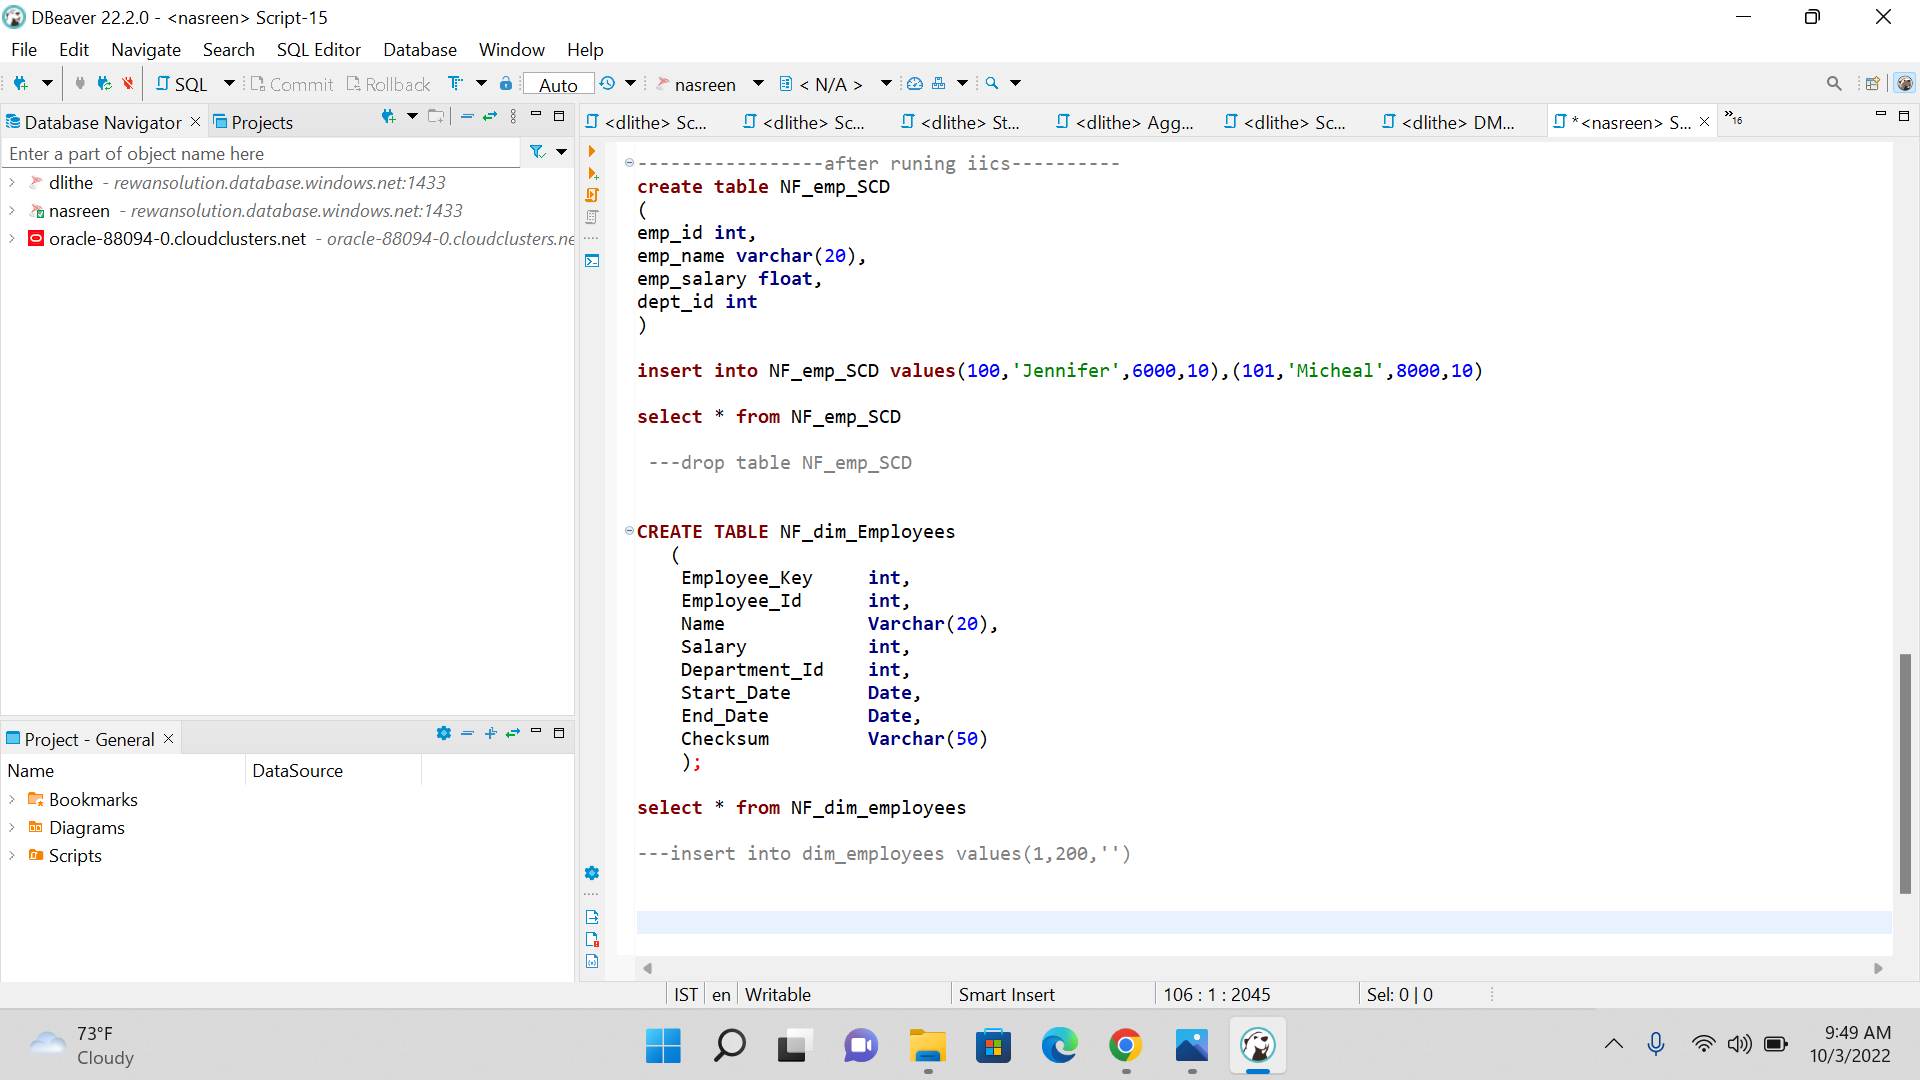 DBeaver 22.2.0 - <nasreen> Script-15
File Edit Navigate Search SQL Editor Database Window Help
SQL Commit Rollback Auto nasreen < N/A >
Database Navigator Projects
Enter a part of object name here
dlithe - rewansolution.database.windows.net:1433
nasreen - rewansolution.database.windows.net:1433
oracle-88094-0.cloudclusters.net - oracle-88094-0.cloudclusters.ne
Project - General
Name DataSource
Bookmarks
Diagrams
Scripts
<dlithe> Sc... <dlithe> Sc... <dlithe> St... <dlithe> Agg... <dlithe> Sc... <dlithe> DM... *<nasreen> S... »16
-----------------after runing iics----------
create table NF_emp_SCD
(
emp_id int,
emp_name varchar(20),
emp_salary float,
dept_id int
)
insert into NF_emp_SCD values(100,'Jennifer',6000,10),(101,'Micheal',8000,10)
select * from NF_emp_SCD
---drop table NF_emp_SCD
CREATE TABLE NF_dim_Employees
(
Employee_Key int,
Employee_Id int,
Name Varchar(20),
Salary int,
Department_Id int,
Start_Date Date,
End_Date Date,
Checksum Varchar(50)
);
select * from NF_dim_employees
---insert into dim_employees values(1,200,'')
IST en Writable Smart Insert 106 : 1 : 2045 Sel: 0 | 0
73°F
Cloudy
9:49 AM
10/3/2022